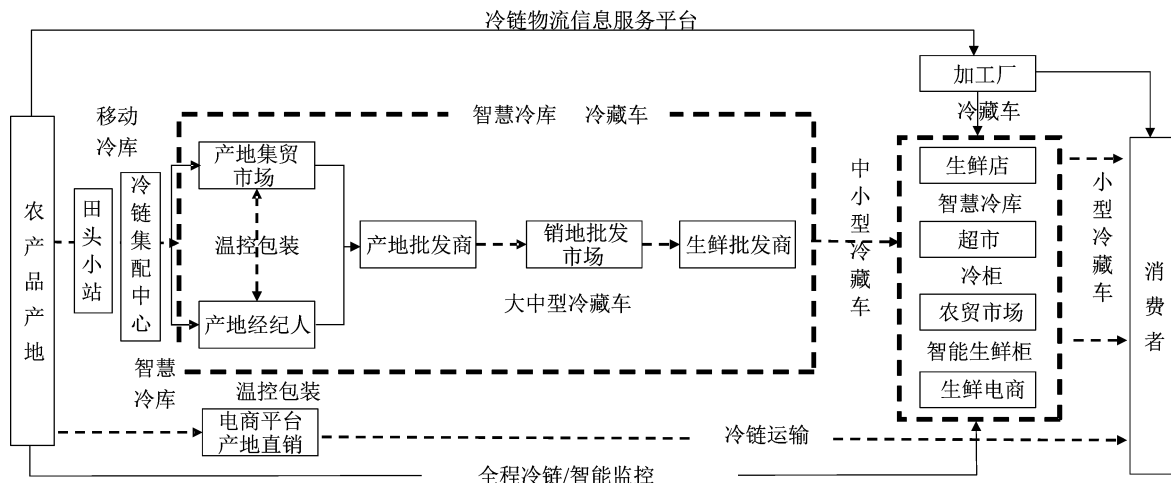 冷链物流信息服务平台
加工厂
冷藏车
移动
冷库
智慧冷库 冷藏车
农产品产地
田头小站
冷链集配中心
产地集贸
市场
温控包装
产地经纪人
产地批发商
销地批发
市场
生鲜批发商
大中型冷藏车
中小型冷藏车
生鲜店
智慧冷库
超市
冷柜
农贸市场
智能生鲜柜
生鲜电商
小型冷藏车
消费者
智慧
冷库
温控包装
电商平台
产地直销
冷链运输
全程冷链/智能监控